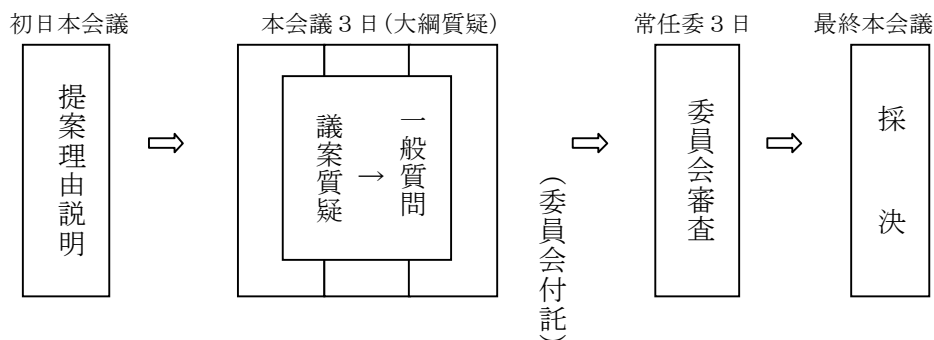 初日本会議
本会議3日(大綱質疑)
常任委3日
最終本会議
提案理由説明
⇨
議案質疑
→
一般質問
⇨
(委員会付託)
委員会審査
⇨
採決